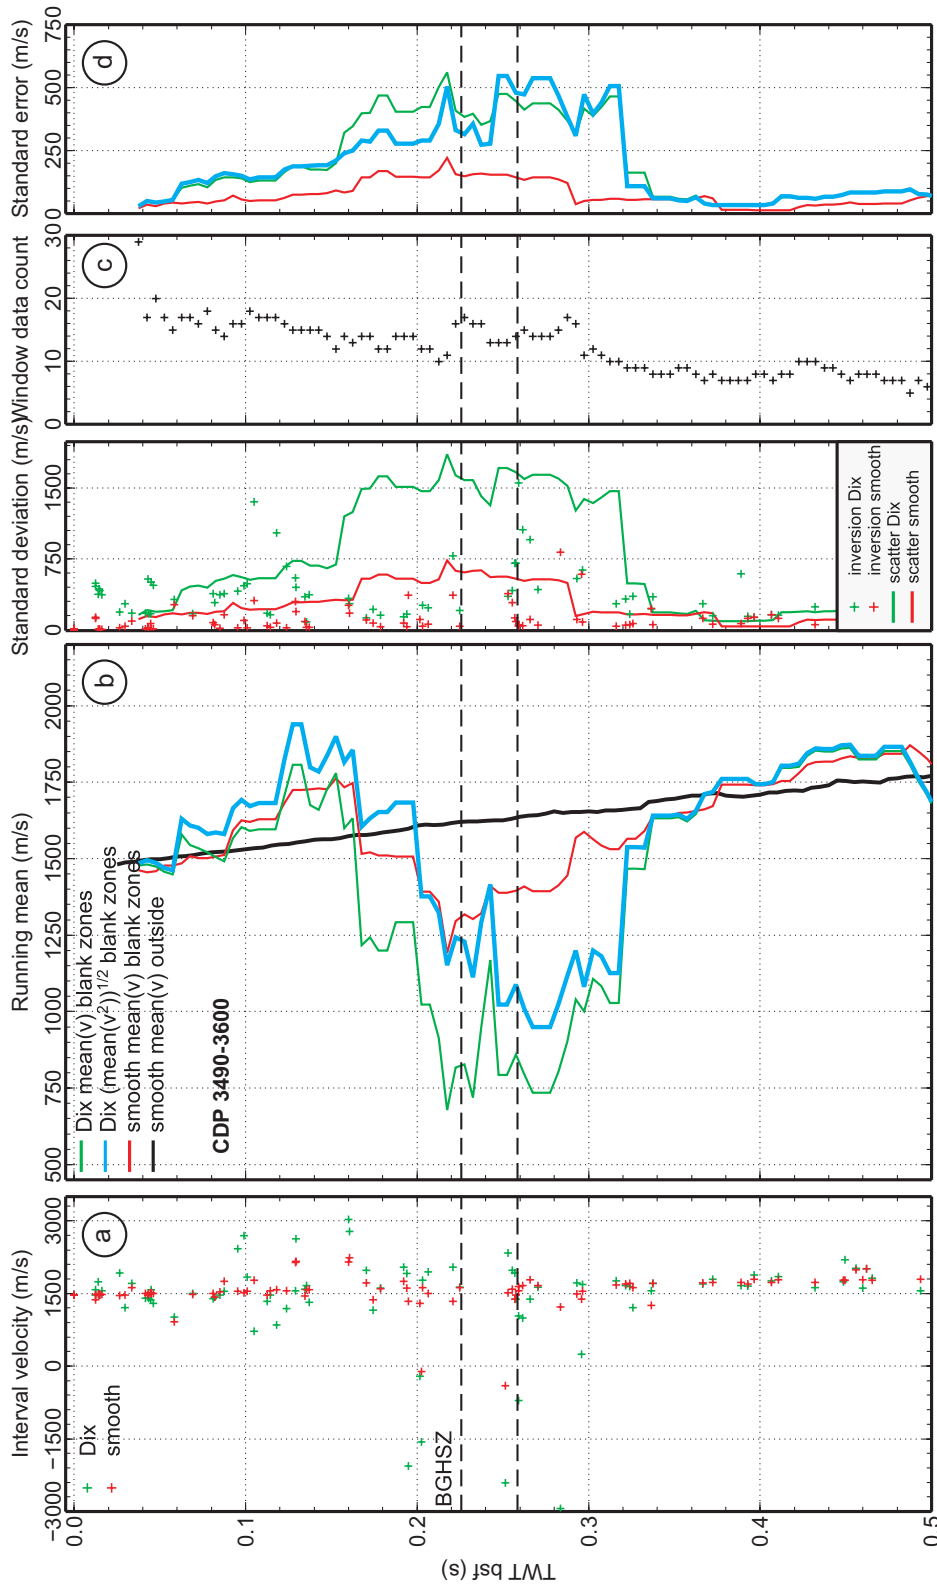 Interval velocity (m/s)
−3000 −1500 0 1500 3000
a
Dix
smooth
BGHSZ
TWT bsf (s)
0.0 0.1 0.2 0.3 0.4 0.5
Running mean (m/s)
500 750 1000 1250 1500 1750 2000
b
Dix mean(v) blank zones
Dix (mean(v²))¹/² blank zones
smooth mean(v) blank zones
smooth mean(v) outside
CDP 3490-3600
Standard deviation (m/s)
0 750 1500
inversion Dix
inversion smooth
scatter Dix
scatter smooth
Window data count
0 10 20 30
c
Standard error (m/s)
0 250 500 750
d